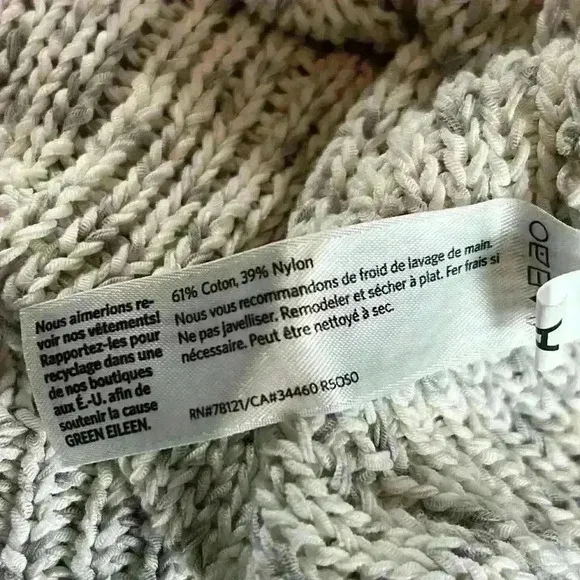 Nous aimerions re-
voir nos vêtements!
Rapportez-les pour
recyclage dans une
de nos boutiques
aux É.-U. afin de
soutenir la cause
GREEN EILEEN.
61% Coton, 39% Nylon
Nous vous recommandons de froid de lavage de main.
Ne pas javelliser. Remodeler et sécher à plat. Fer frais si
nécessaire. Peut être nettoyé à sec.
RN#78121/CA#34460 R5OSO